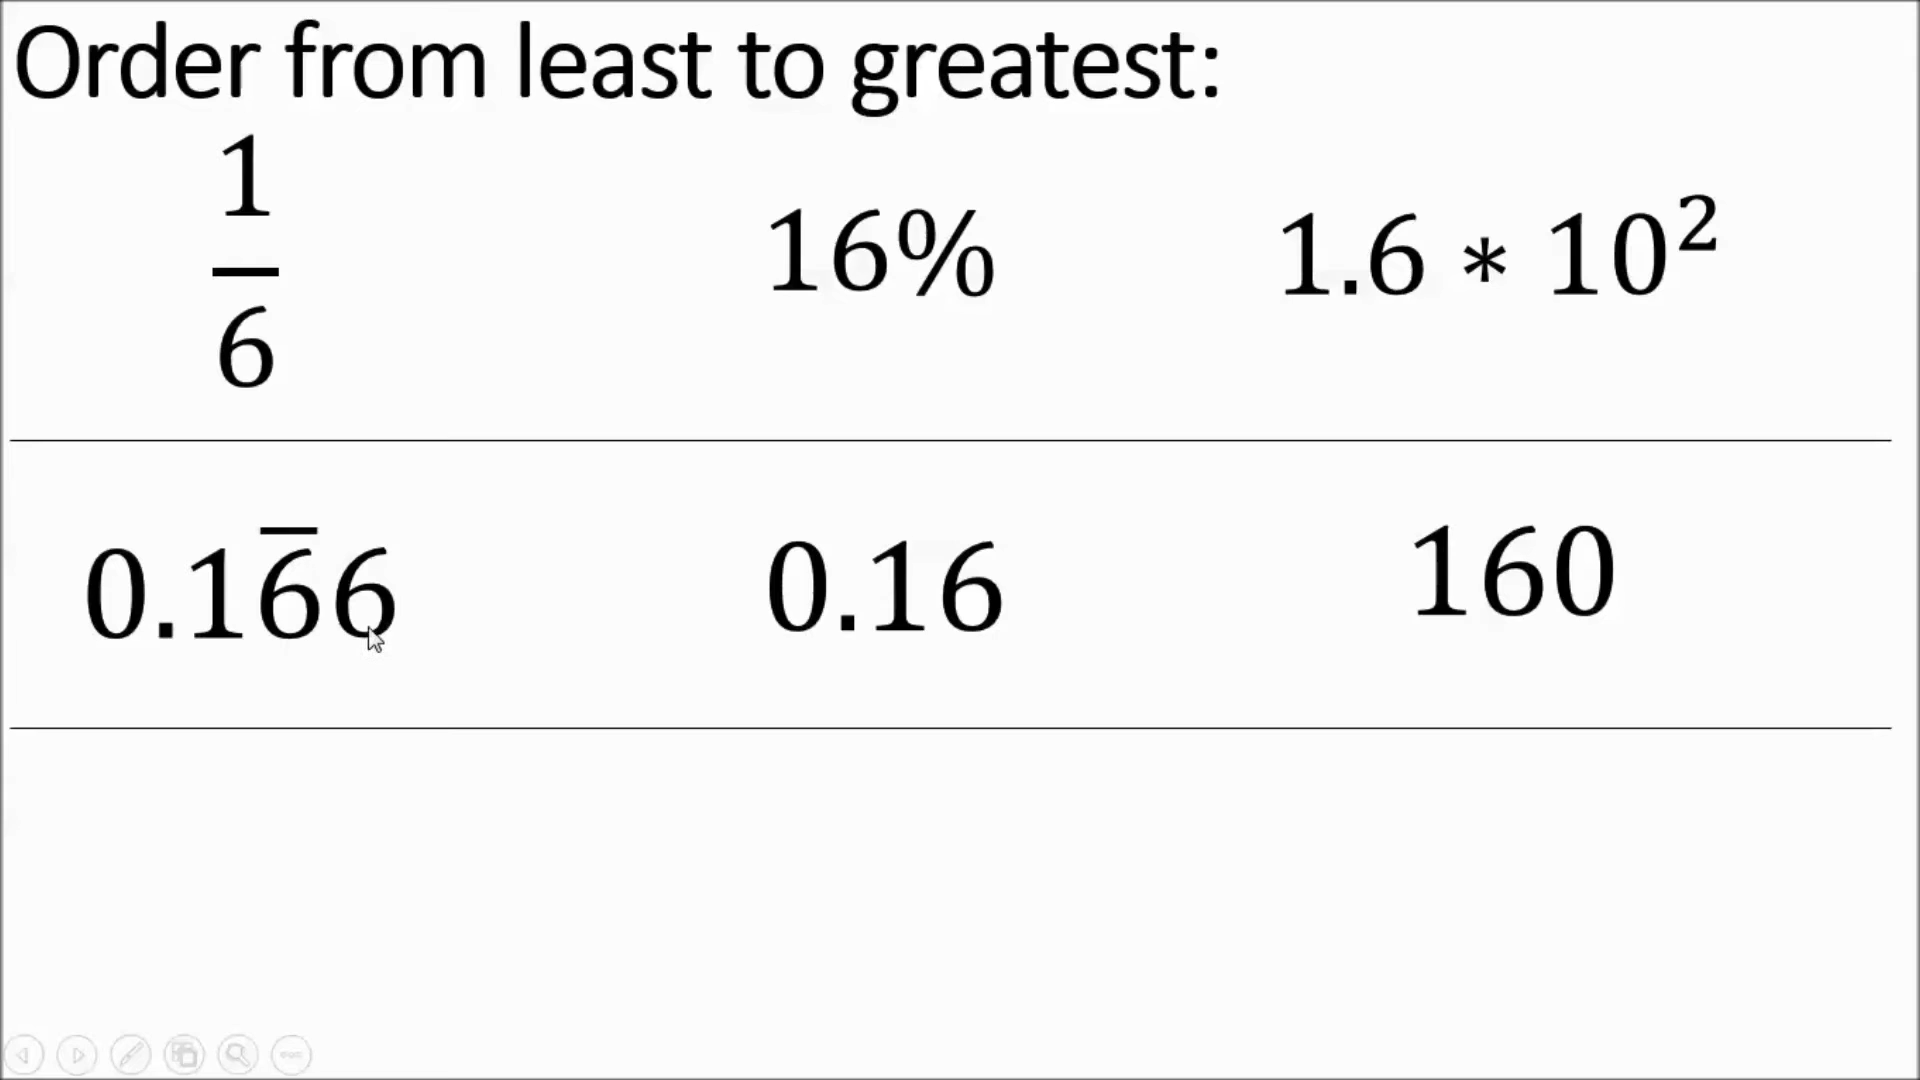 Order from least to greatest:
1/6 16% 1.6 * 10²
0.16̅6 0.16 160